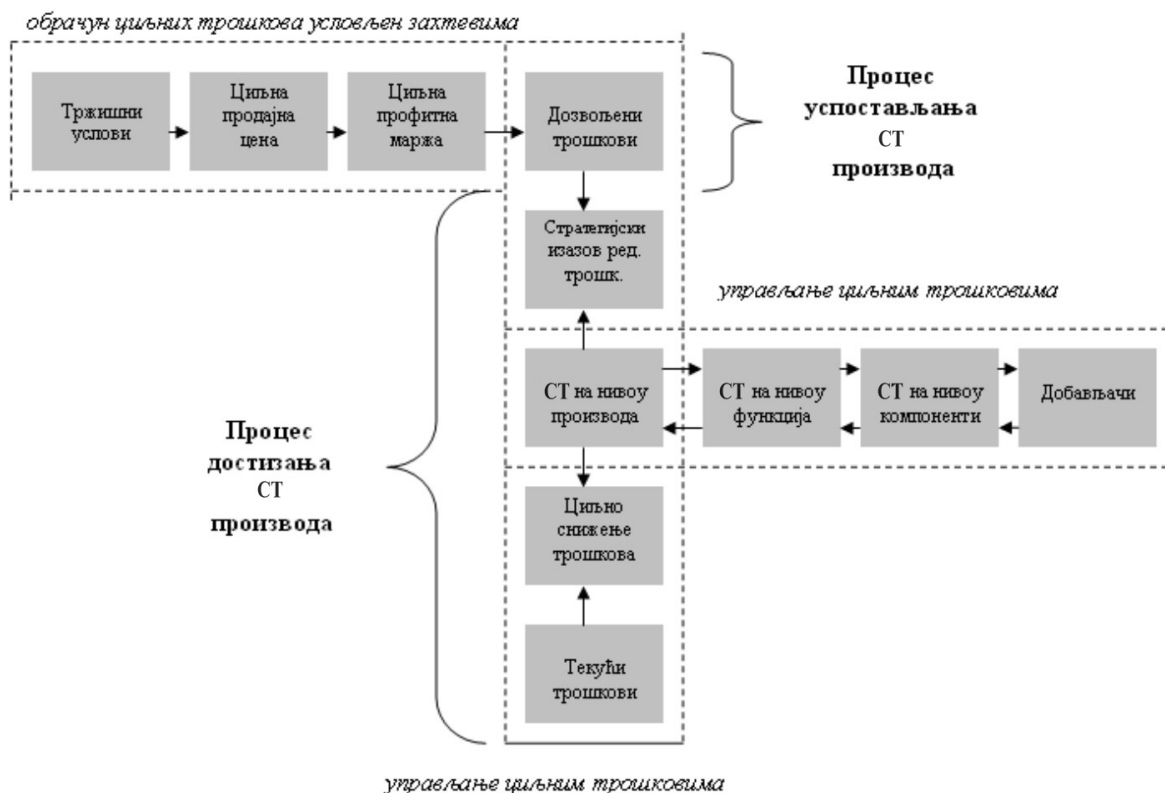 обрачун циљних трошкова условљен захтевима
Тржишни
услови
Циљна
продајна
цена
Циљна
профитна
маржа
Дозвољени
трошкови
Процес
успостављања
СТ
производа
Стратегијски
изазов ред.
трошк.
управљање циљним трошковима
СТ на нивоу
производа
СТ на нивоу
функција
СТ на нивоу
компоненти
Добављачи
Процес
достизања
СТ
производа
Циљно
снижење
трошкова
Текући
трошкови
управљање циљним трошковима